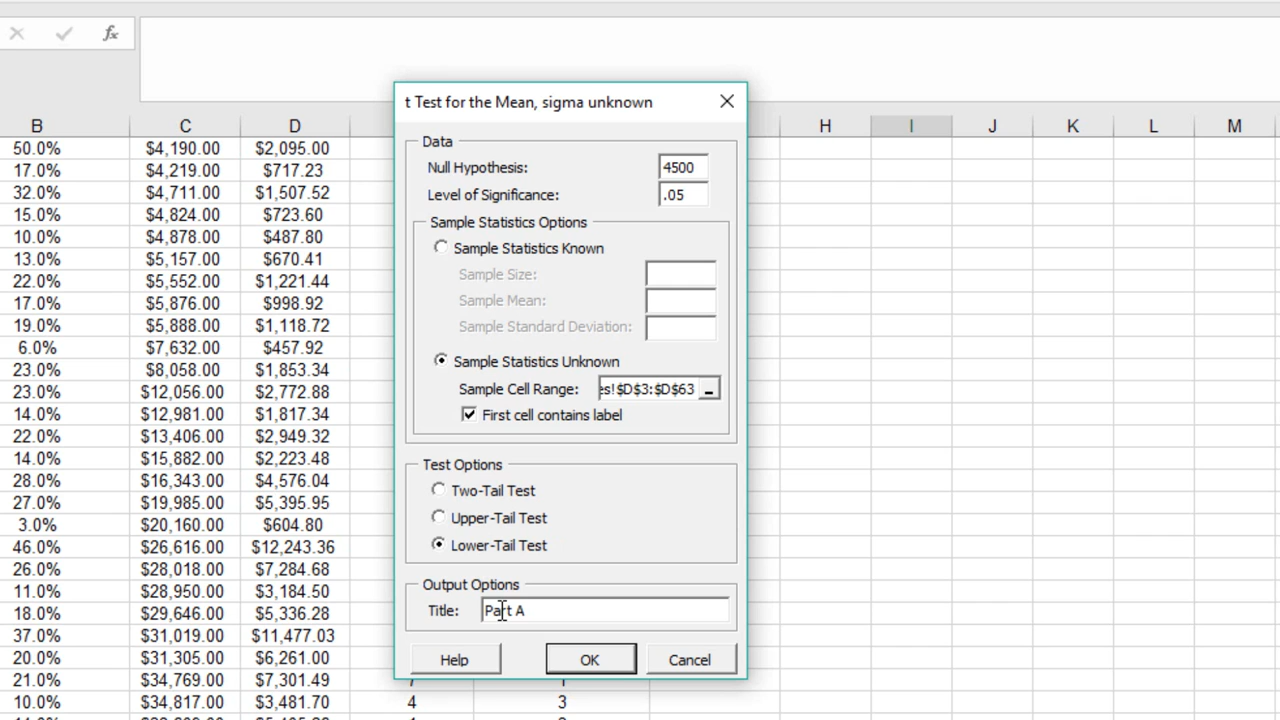 fx
t Test for the Mean, sigma unknown
B C D H I J K L M
Data
Null Hypothesis: 4500
Level of Significance: .05
Sample Statistics Options
Sample Statistics Known
Sample Size:
Sample Mean:
Sample Standard Deviation:
Sample Statistics Unknown
Sample Cell Range: es!$D$3:$D$63
First cell contains label
Test Options
Two-Tail Test
Upper-Tail Test
Lower-Tail Test
Output Options
Title: Part A
Help OK Cancel
50.0% $4,190.00 $2,095.00
17.0% $4,219.00 $717.23
32.0% $4,711.00 $1,507.52
15.0% $4,824.00 $723.60
10.0% $4,878.00 $487.80
13.0% $5,157.00 $670.41
22.0% $5,552.00 $1,221.44
17.0% $5,876.00 $998.92
19.0% $5,888.00 $1,118.72
6.0% $7,632.00 $457.92
23.0% $8,058.00 $1,853.34
23.0% $12,056.00 $2,772.88
14.0% $12,981.00 $1,817.34
22.0% $13,406.00 $2,949.32
14.0% $15,882.00 $2,223.48
28.0% $16,343.00 $4,576.04
27.0% $19,985.00 $5,395.95
3.0% $20,160.00 $604.80
46.0% $26,616.00 $12,243.36
26.0% $28,018.00 $7,284.68
11.0% $28,950.00 $3,184.50
18.0% $29,646.00 $5,336.28
37.0% $31,019.00 $11,477.03
20.0% $31,305.00 $6,261.00
21.0% $34,769.00 $7,301.49
10.0% $34,817.00 $3,481.70 4 3